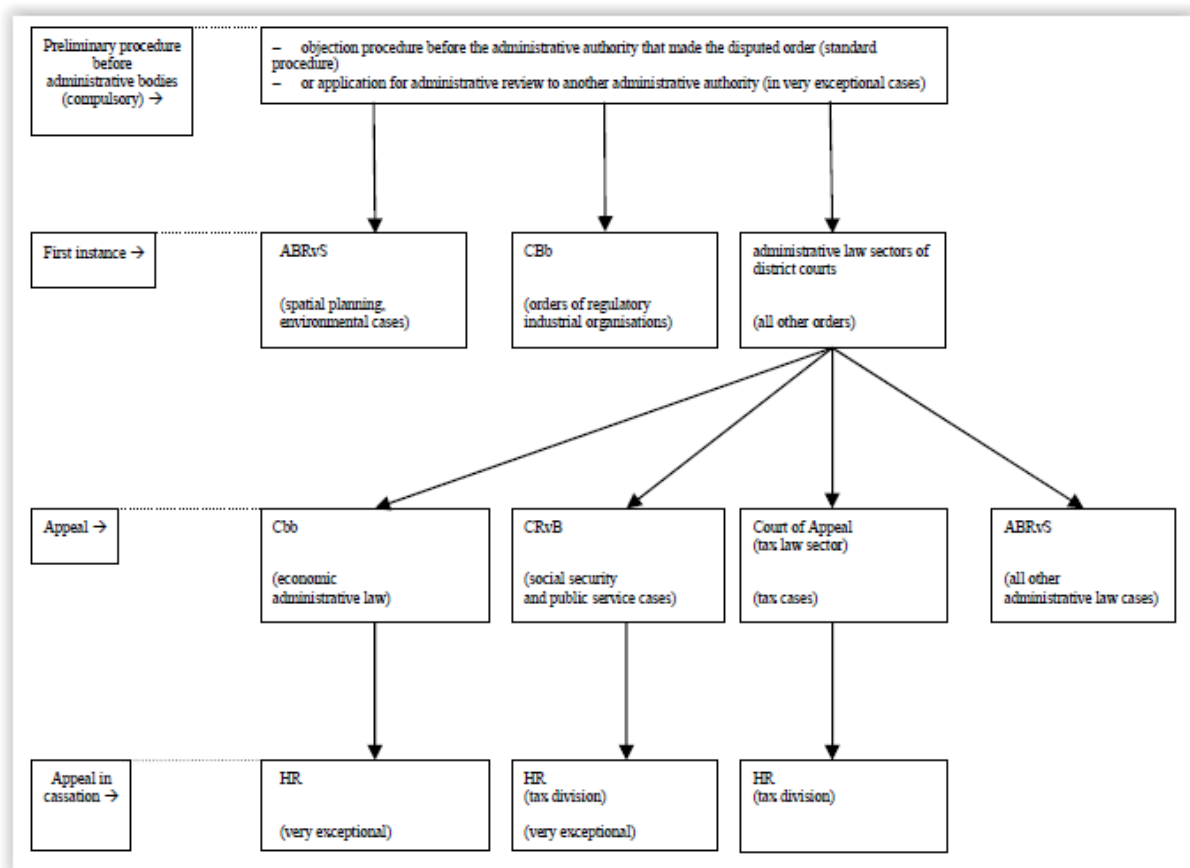 Preliminary procedure
before
administrative bodies
(compulsory) →
– objection procedure before the administrative authority that made the disputed order (standard
procedure)
– or application for administrative review to another administrative authority (in very exceptional cases)
First instance →
ABRvS
(spatial planning,
environmental cases)
CBb
(orders of regulatory
industrial organisations)
administrative law sectors of
district courts
(all other orders)
Appeal →
Cbb
(economic
administrative law)
CRvB
(social security
and public service cases)
Court of Appeal
(tax law sector)
(tax cases)
ABRvS
(all other
administrative law cases)
Appeal in
cassation →
HR
(very exceptional)
HR
(tax division)
(very exceptional)
HR
(tax division)